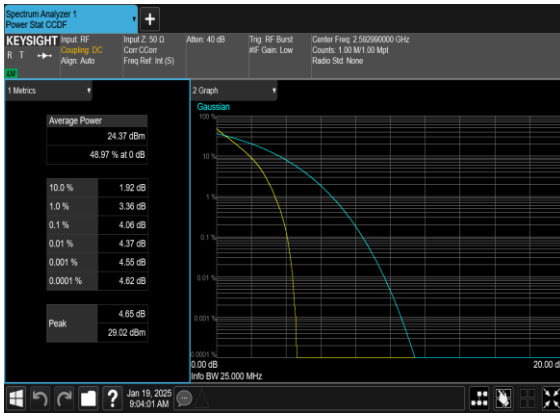 Spectrum Analyzer 1
Power Stat CCDF
KEYSIGHT
R T
LXI
Input: RF
Coupling: DC
Align: Auto
Input Z: 50 Ω
Corr CCorr
Freq Ref: Int (S)
Atten: 40 dB
Trig: RF Burst
#IF Gain: Low
Center Freq: 2.592990000 GHz
Counts: 1.00 M/1.00 Mpt
Radio Std: None
1 Metrics
Average Power
24.37 dBm
48.97 % at 0 dB
10.0 % 1.92 dB
1.0 % 3.36 dB
0.1 % 4.06 dB
0.01 % 4.37 dB
0.001 % 4.55 dB
0.0001 % 4.62 dB
Peak
4.65 dB
29.02 dBm
2 Graph
Gaussian
100 %
10 %
1 %
0.1 %
0.01 %
0.001 %
0.0001 %
0.00 dB
20.00 d
Info BW 25.000 MHz
?
Jan 19, 2025
9:04:01 AM